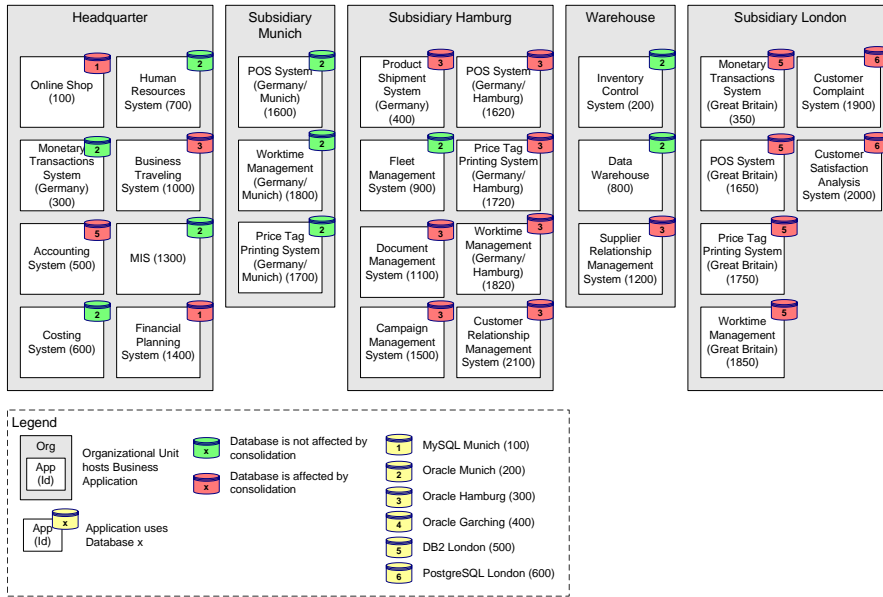 Headquarter
1
Online Shop
(100)
2
Human
Resources
System (700)
2
Monetary
Transactions
System
(Germany)
(300)
3
Business
Traveling
System (1000)
5
Accounting
System (500)
2
MIS (1300)
2
Costing
System (600)
1
Financial
Planning
System (1400)
Subsidiary
Munich
2
POS System
(Germany/
Munich)
(1600)
2
Worktime
Management
(Germany/
Munich) (1800)
2
Price Tag
Printing System
(Germany/
Munich) (1700)
Subsidiary Hamburg
3
Product
Shipment
System
(Germany)
(400)
3
POS System
(Germany/
Hamburg)
(1620)
2
Fleet
Management
System (900)
3
Price Tag
Printing System
(Germany/
Hamburg)
(1720)
3
Document
Management
System (1100)
3
Worktime
Management
(Germany/
Hamburg)
(1820)
3
Campaign
Management
System (1500)
3
Customer
Relationship
Management
System (2100)
Warehouse
2
Inventory
Control
System (200)
2
Data
Warehouse
(800)
3
Supplier
Relationship
Management
System (1200)
Subsidiary London
5
Monetary
Transactions
System
(Great Britain)
(350)
6
Customer
Complaint
System (1900)
5
POS System
(Great Britain)
(1650)
6
Customer
Satisfaction
Analysis
System (2000)
5
Price Tag
Printing System
(Great Britain)
(1750)
5
Worktime
Management
(Great Britain)
(1850)
Legend
Org
App
(Id)
Organizational Unit
hosts Business
Application
x
App
(Id)
Application uses
Database x
x
Database is not affected by
consolidation
x
Database is affected by
consolidation
1
MySQL Munich (100)
2
Oracle Munich (200)
3
Oracle Hamburg (300)
4
Oracle Garching (400)
5
DB2 London (500)
6
PostgreSQL London (600)